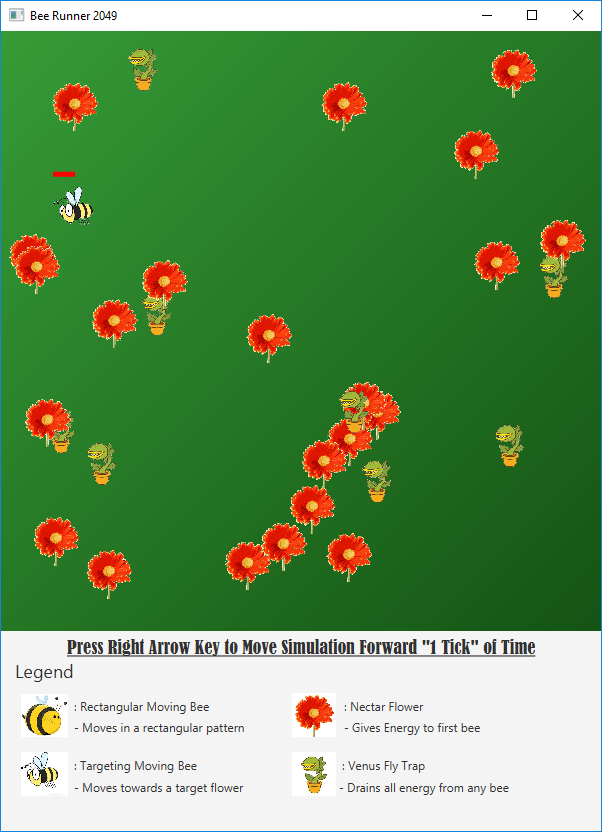 Bee Runner 2049
Press Right Arrow Key to Move Simulation Forward "1 Tick" of Time
Legend
: Rectangular Moving Bee
- Moves in a rectangular pattern
: Nectar Flower
- Gives Energy to first bee
: Targeting Moving Bee
- Moves towards a target flower
: Venus Fly Trap
- Drains all energy from any bee